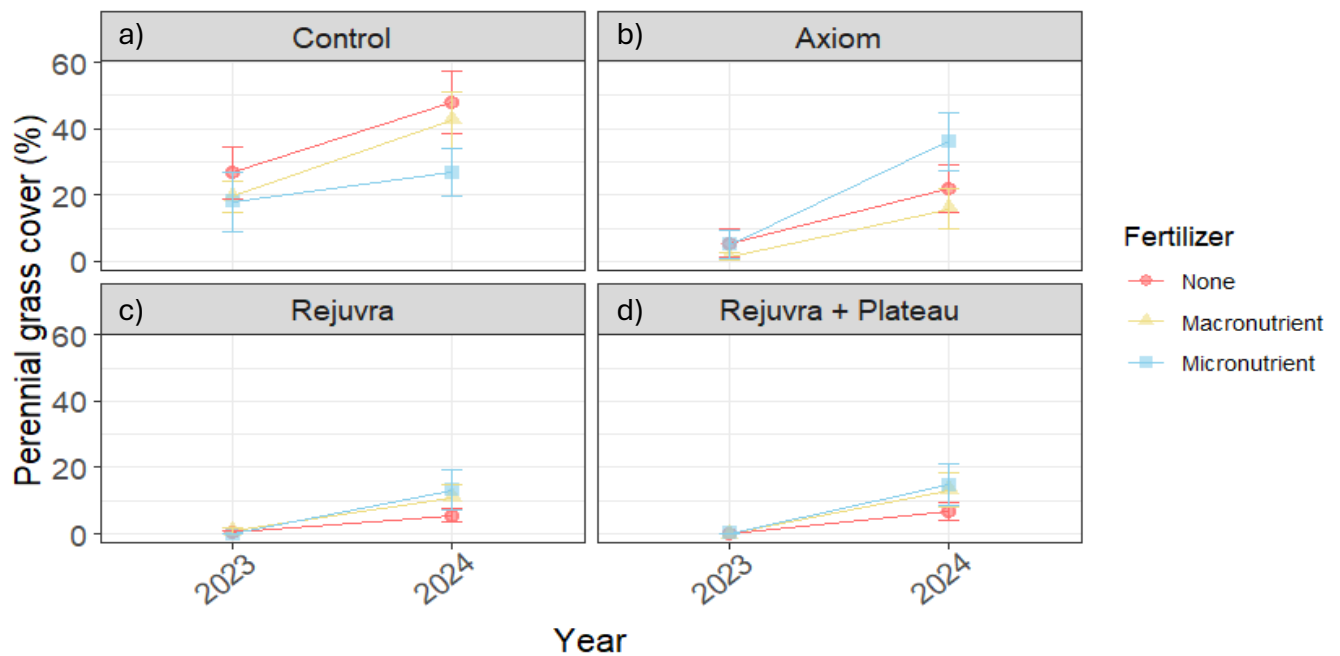 a) Control
b) Axiom
60
40
20
0
c) Rejuvra
d) Rejuvra + Plateau
60
40
20
0
Perennial grass cover (%)
2023
2024
2023
2024
Year
Fertilizer
None
Macronutrient
Micronutrient